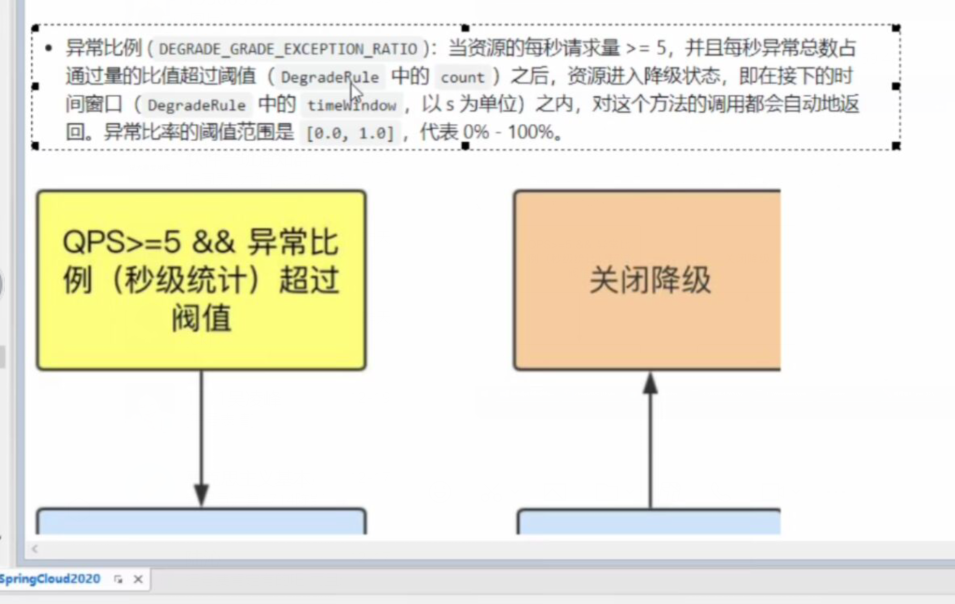 • 异常比例 ( DEGRADE_GRADE_EXCEPTION_RATIO )：当资源的每秒请求量 >= 5，并且每秒异常总数占
通过量的比值超过阈值（ DegradeRule 中的 count ）之后，资源进入降级状态，即在接下的时
间窗口（ DegradeRule 中的 timeWindow ，以 s 为单位）之内，对这个方法的调用都会自动地返
回。异常比率的阈值范围是 [0.0, 1.0] ，代表 0% - 100%。
QPS>=5 && 异常比
例（秒级统计）超过
阀值
关闭降级
SpringCloud2020